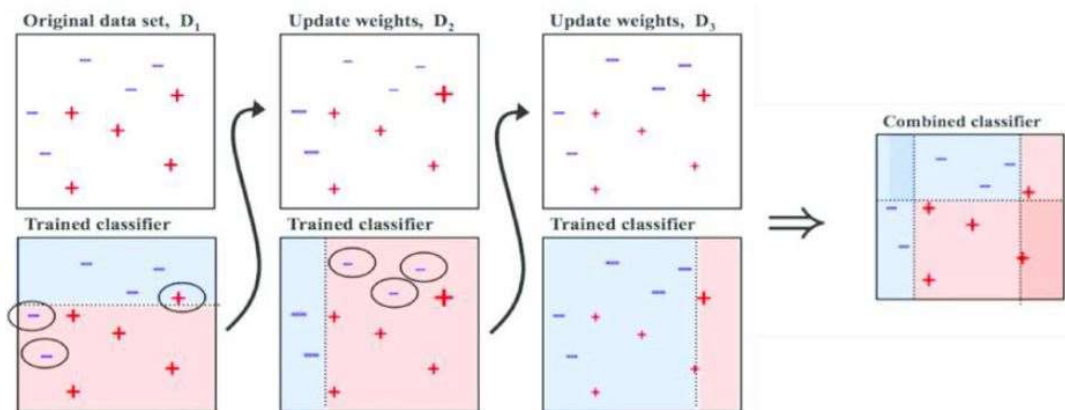 Original data set, D₁
Update weights, D₂
Update weights, D₃
Combined classifier
Trained classifier
Trained classifier
Trained classifier